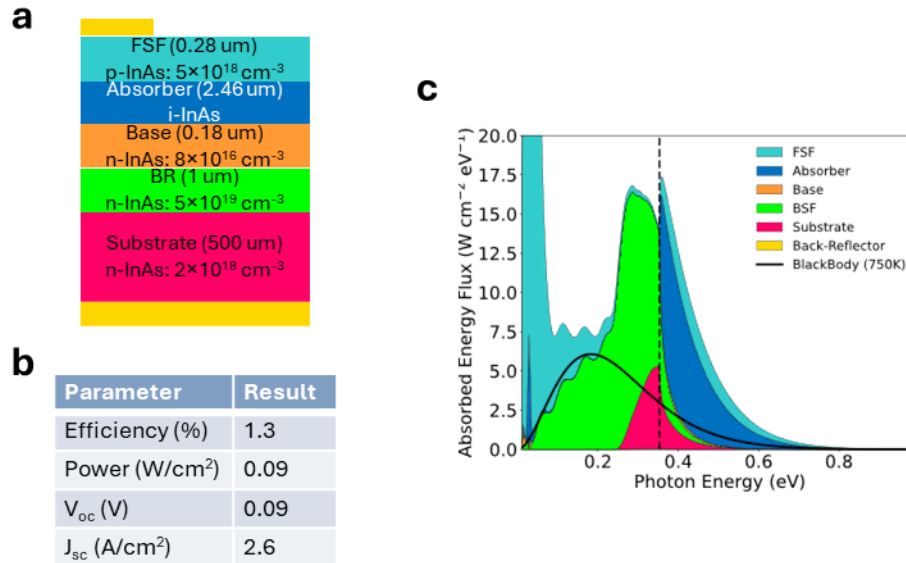 a
FSF (0.28 um)
p-InAs: 5×10¹⁸ cm⁻³
Absorber (2.46 um)
i-InAs
Base (0.18 um)
n-InAs: 8×10¹⁶ cm⁻³
BR (1 um)
n-InAs: 5×10¹⁹ cm⁻³
Substrate (500 um)
n-InAs: 2×10¹⁸ cm⁻³
b
Parameter Result
Efficiency (%) 1.3
Power (W/cm²) 0.09
Voc (V) 0.09
Jsc (A/cm²) 2.6
c
Absorbed Energy Flux (W cm⁻² eV⁻¹)
20.0
17.5
15.0
12.5
10.0
7.5
5.0
2.5
0.0
FSF
Absorber
Base
BSF
Substrate
Back-Reflector
BlackBody (750K)
0.2 0.4 0.6 0.8
Photon Energy (eV)